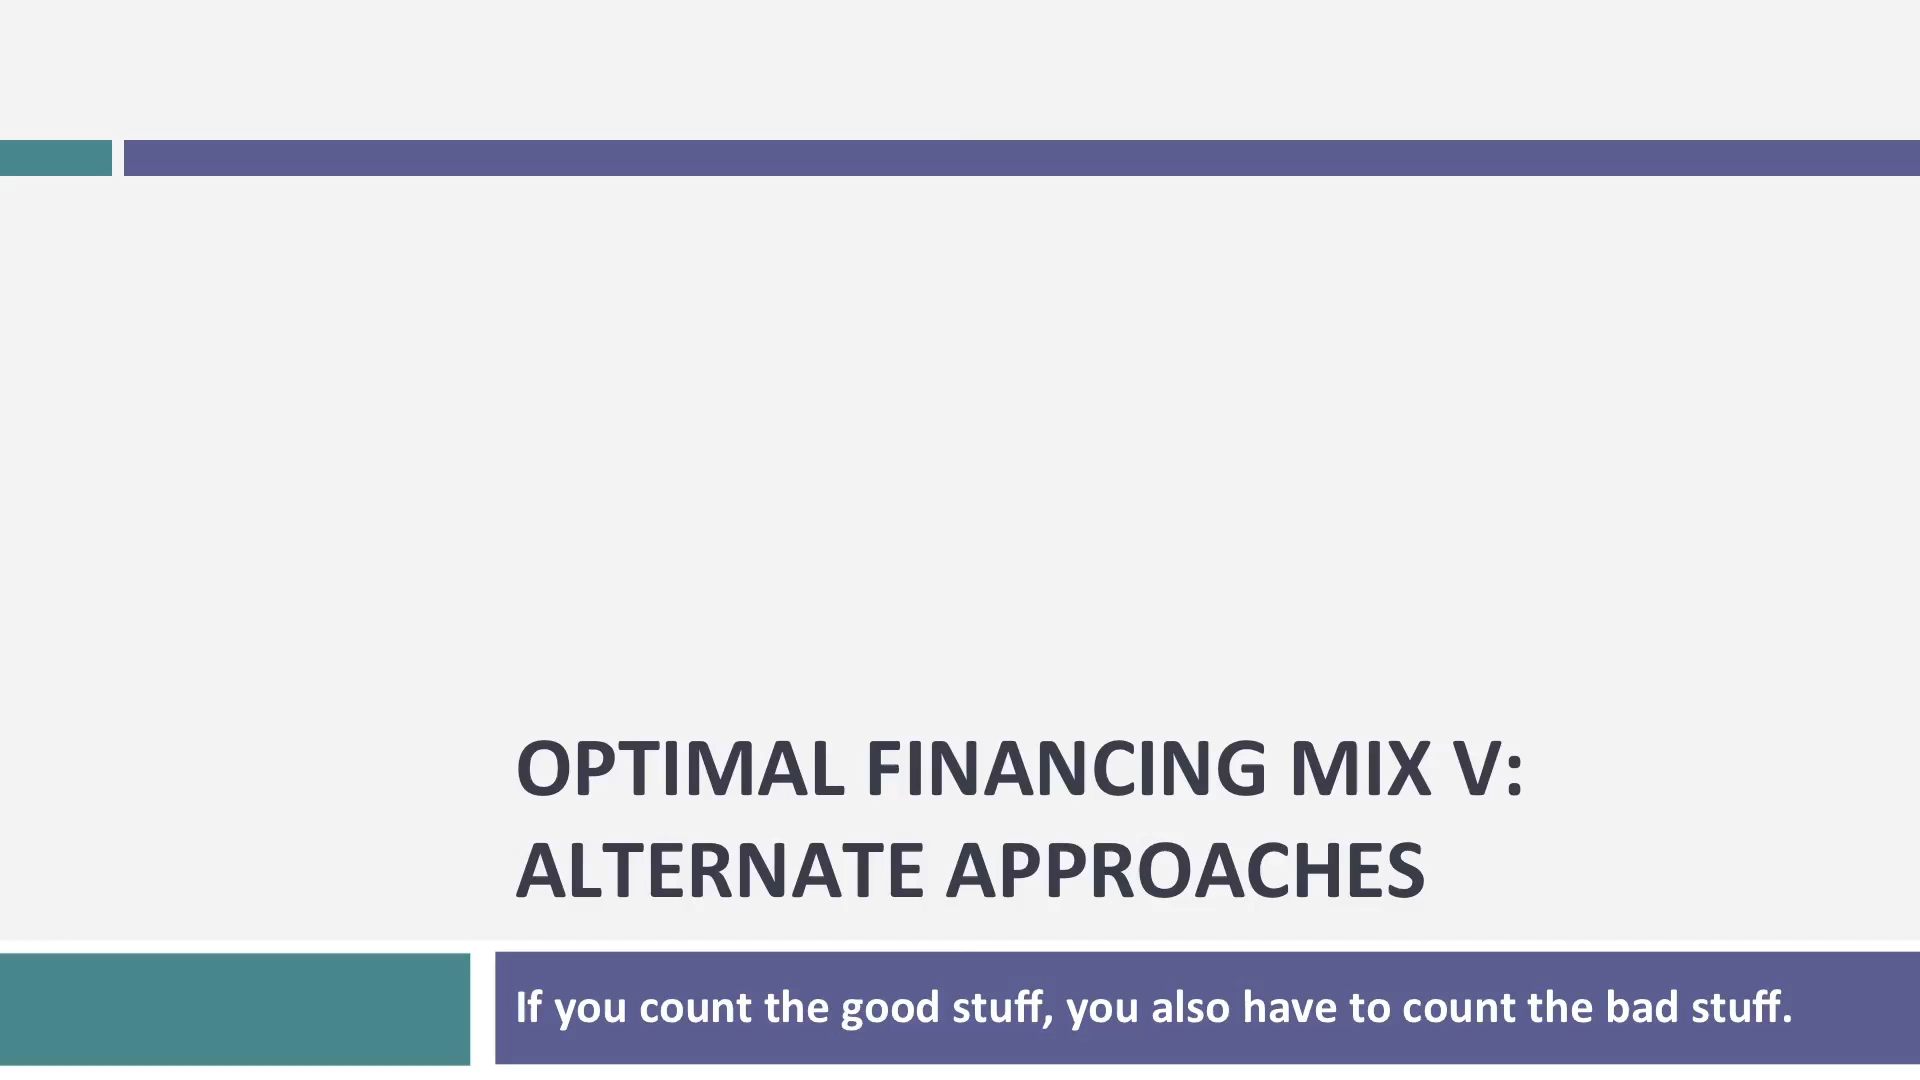 OPTIMAL FINANCING MIX V:
ALTERNATE APPROACHES
If you count the good stuff, you also have to count the bad stuff.